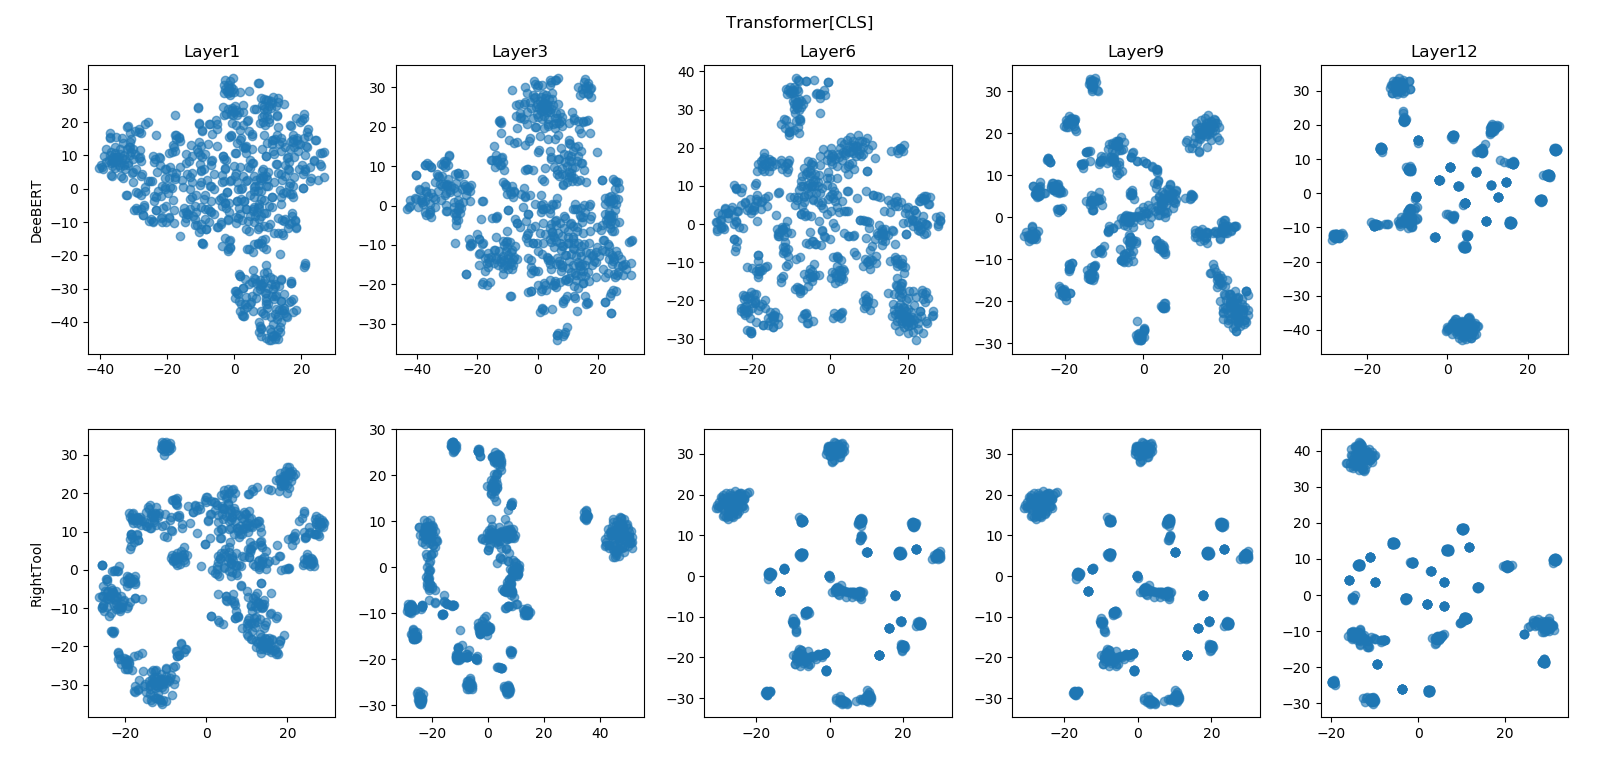 Transformer[CLS]
Layer1 Layer3 Layer6 Layer9 Layer12
DeeBERT
30 20 10 0 −10 −20 −30 −40
−40 −20 0 20
30 20 10 0 −10 −20 −30
−40 −20 0 20
40 30 20 10 0 −10 −20 −30
−20 0 20
30 20 10 0 −10 −20 −30
−20 0 20
30 20 10 0 −10 −20 −30 −40
−20 0 20
RightTool
30 20 10 0 −10 −20 −30
−20 0 20
30 20 10 0 −10 −20 −30
−20 0 20 40
30 20 10 0 −10 −20 −30
−20 0 20
30 20 10 0 −10 −20 −30
−20 0 20
40 30 20 10 0 −10 −20 −30
−20 0 20